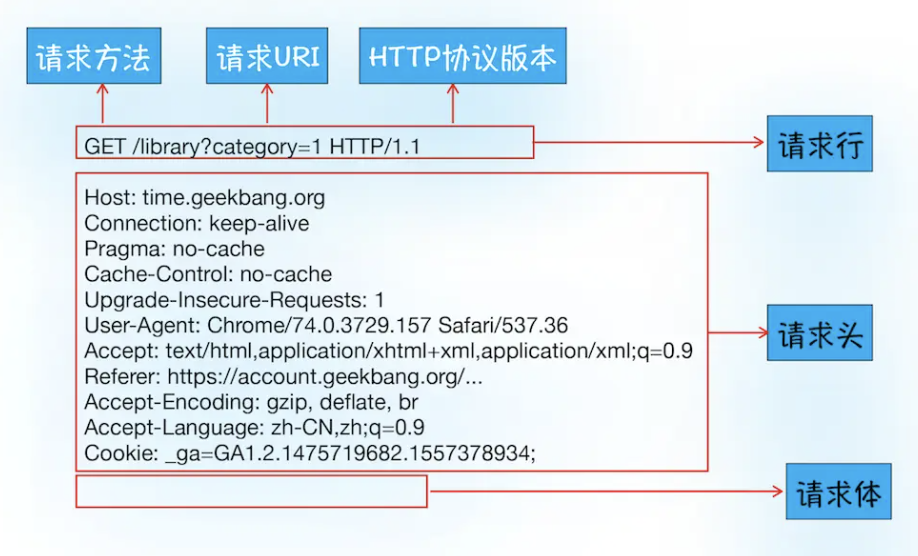 请求方法
请求URI
HTTP协议版本
GET /library?category=1 HTTP/1.1
请求行
Host: time.geekbang.org
Connection: keep-alive
Pragma: no-cache
Cache-Control: no-cache
Upgrade-Insecure-Requests: 1
User-Agent: Chrome/74.0.3729.157 Safari/537.36
Accept: text/html,application/xhtml+xml,application/xml;q=0.9
Referer: https://account.geekbang.org/...
Accept-Encoding: gzip, deflate, br
Accept-Language: zh-CN,zh;q=0.9
Cookie: _ga=GA1.2.1475719682.1557378934;
请求头
请求体